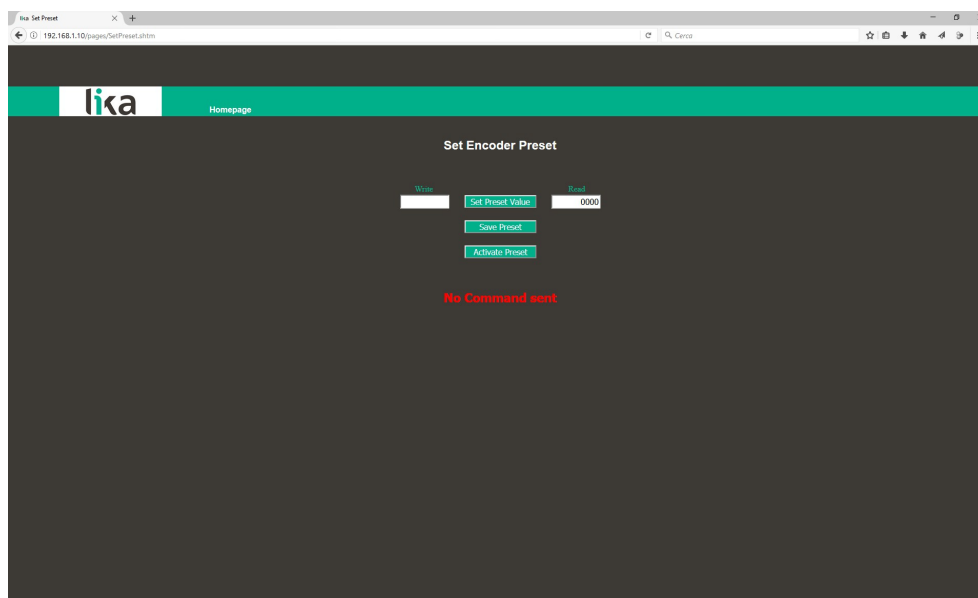 lika Set Preset
192.168.1.10/pages/SetPreset.shtm
Cerca
lika
Homepage
Set Encoder Preset
Write
Read
Set Preset Value
0000
Save Preset
Activate Preset
No Command sent